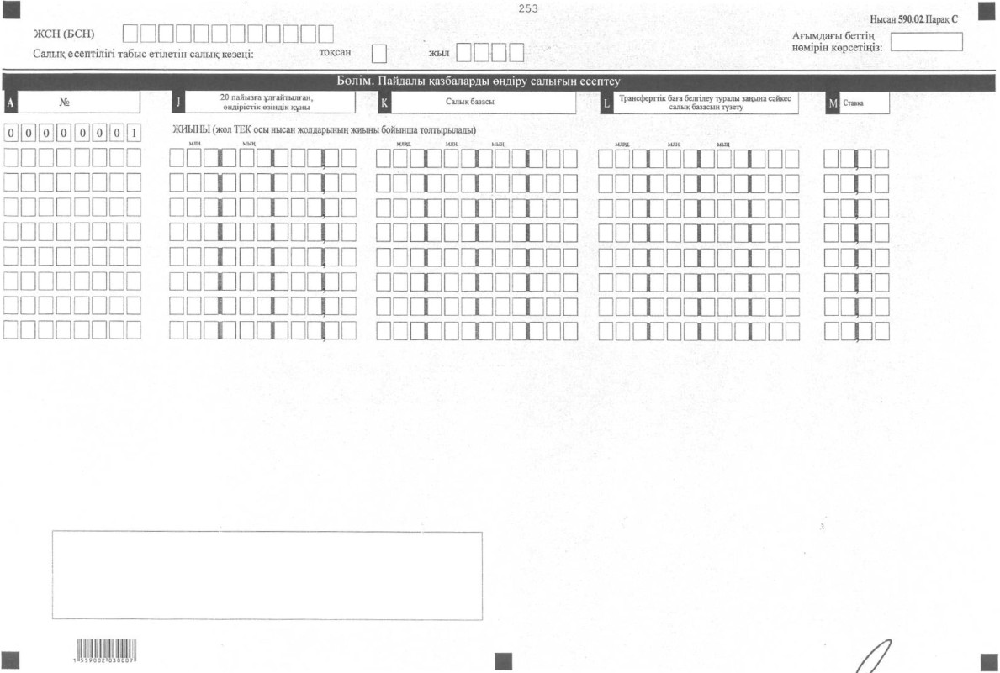 253
Нысан 590.02.Парақ С
ЖСН (БСН)
Салық есептілігі табыс етілетін салық кезеңі:
тоқсан
жыл
Ағымдағы беттің нөмірін көрсетіңіз:
Бөлім. Пайдалы қазбаларды өндіру салығын есептеу
A №
J 20 пайызға ұлғайтылған, өндірістік өзіндік құны
K Салық базасы
L Трансферттік баға белгілеу туралы заңына сәйкес салық базасын түзету
M Ставка
0 0 0 0 0 0 0 1
ЖИЫНЫ (жол ТЕК осы нысан жолдарының жиыны бойынша толтырылады)
млн. мың
млрд. млн. мың
млрд. млн. мың
1 559002 030007